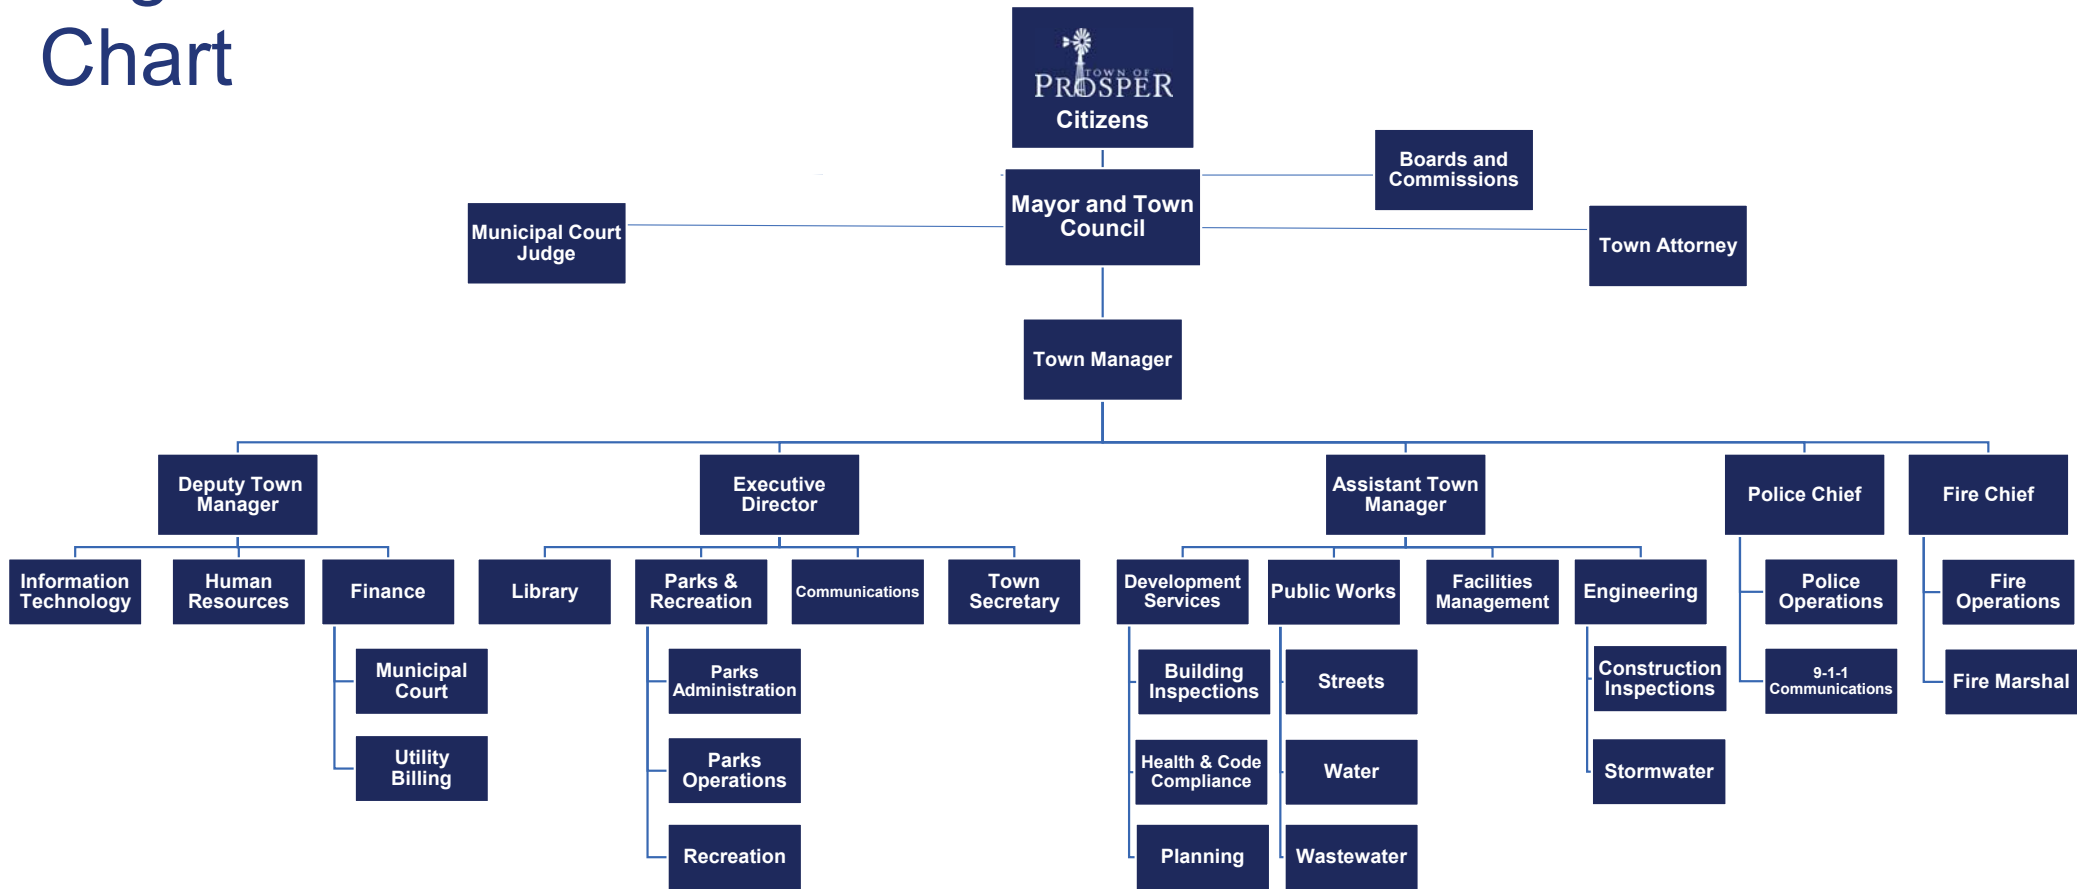 Chart
TOWN OF
PROSPER
Citizens
Boards and
Commissions
Mayor and Town
Council
Municipal Court
Judge
Town Attorney
Town Manager
Deputy Town
Manager
Executive
Director
Assistant Town
Manager
Police Chief
Fire Chief
Information
Technology
Human
Resources
Finance
Library
Parks &
Recreation
Communications
Town
Secretary
Development
Services
Public Works
Facilities
Management
Engineering
Police
Operations
Fire
Operations
Municipal
Court
Parks
Administration
Building
Inspections
Streets
Construction
Inspections
9-1-1
Communications
Fire Marshal
Utility
Billing
Parks
Operations
Health & Code
Compliance
Water
Stormwater
Recreation
Planning
Wastewater